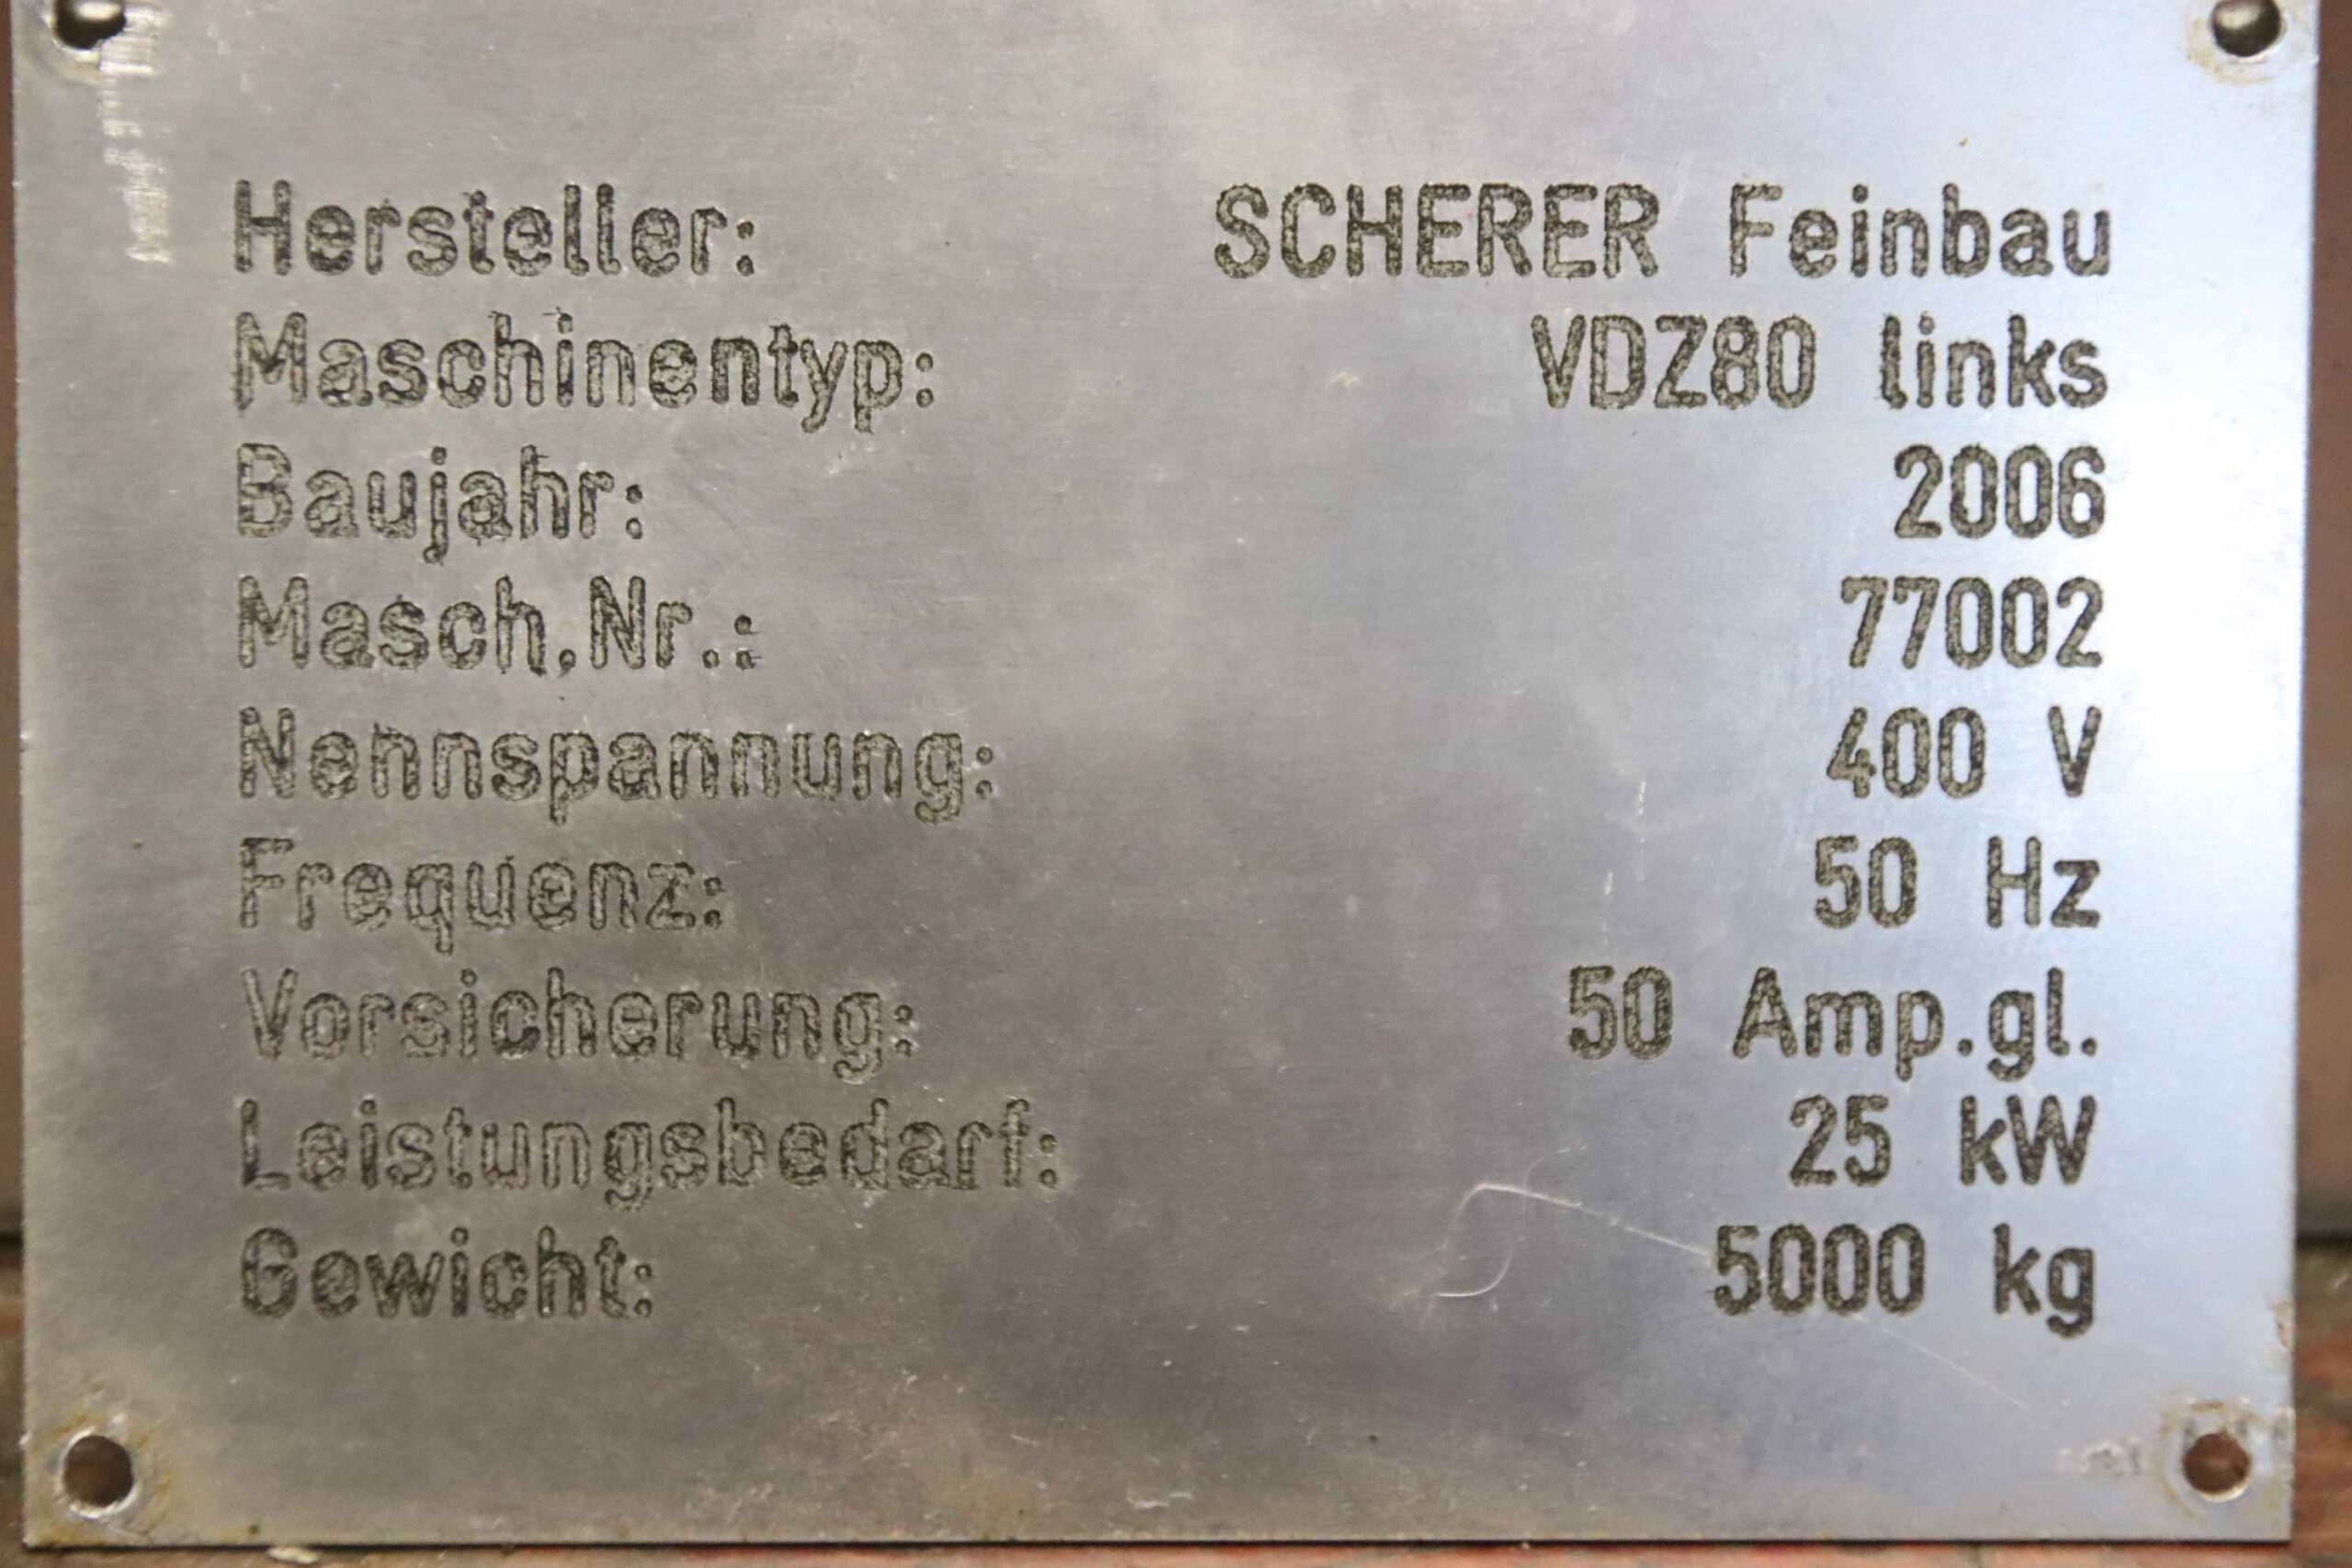 Hersteller: SCHERER Feinbau
Maschinentyp: VDZ80 links
Baujahr: 2006
Masch.Nr.: 77002
Nennspannung: 400 V
Frequenz: 50 Hz
Vorsicherung: 50 Amp.gl.
Leistungsbedarf: 25 kW
Gewicht: 5000 kg